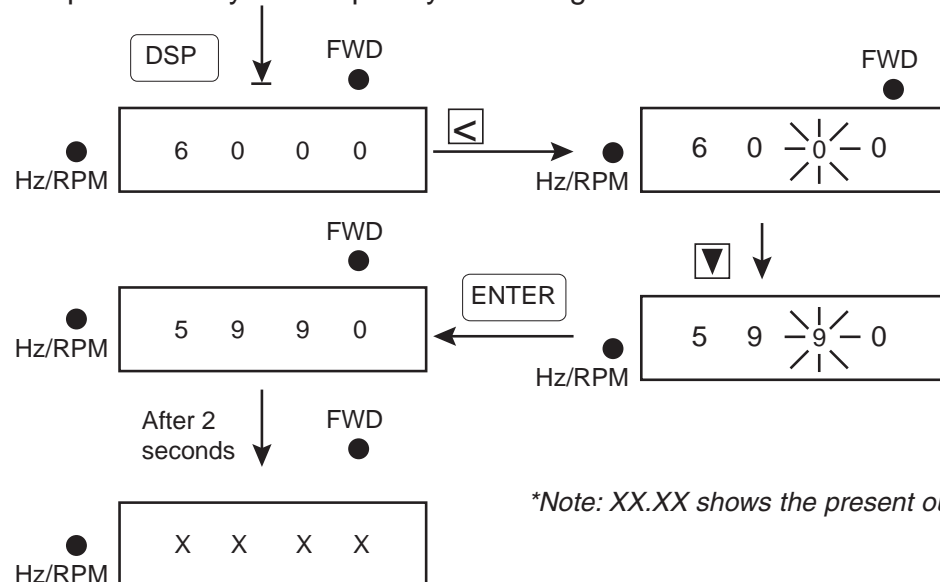 DSP
FWD
FWD
6 0 0 0
<
6 0 0 0
Hz/RPM
Hz/RPM
FWD
▼
ENTER
5 9 9 0
5 9 9 0
Hz/RPM
Hz/RPM
After 2
seconds
FWD
*Note: XX.XX shows the present
X X X X
Hz/RPM